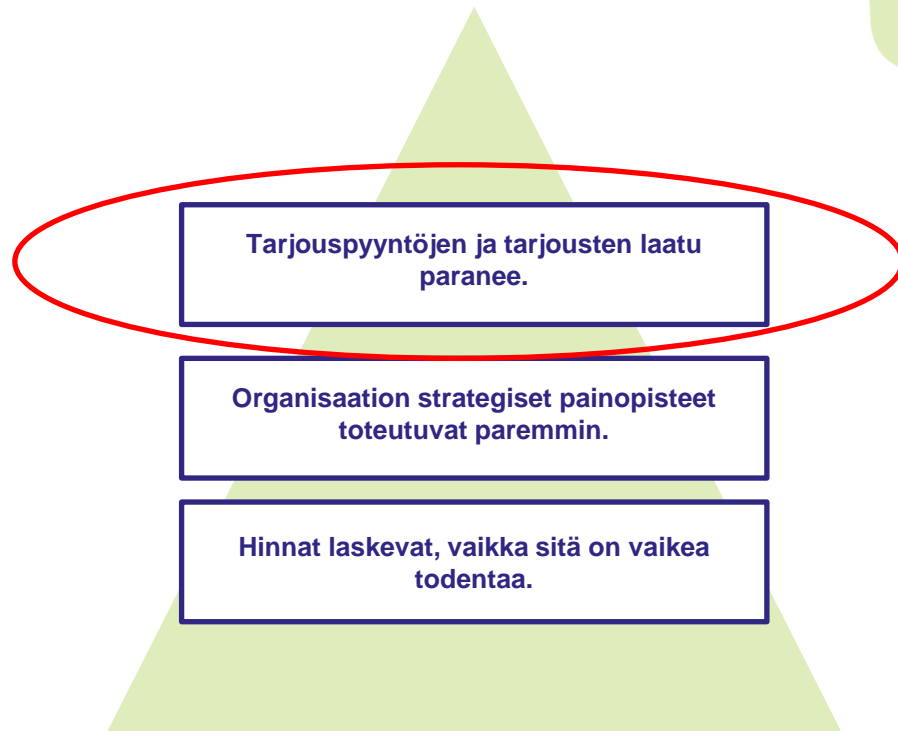 Tarjouspyyntöjen ja tarjousten laatu
paranee.
Organisaation strategiset painopisteet
toteutuvat paremmin.
Hinnat laskevat, vaikka sitä on vaikea
todentaa.